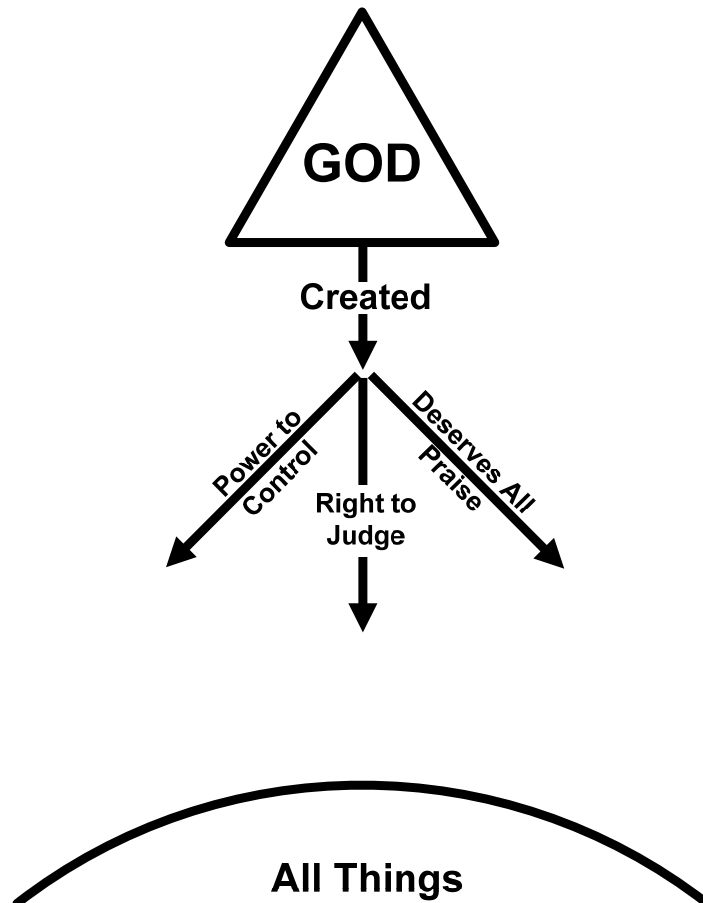 GOD
Created
Power to
Control
Right to
Judge
Deserves All
Praise
All Things